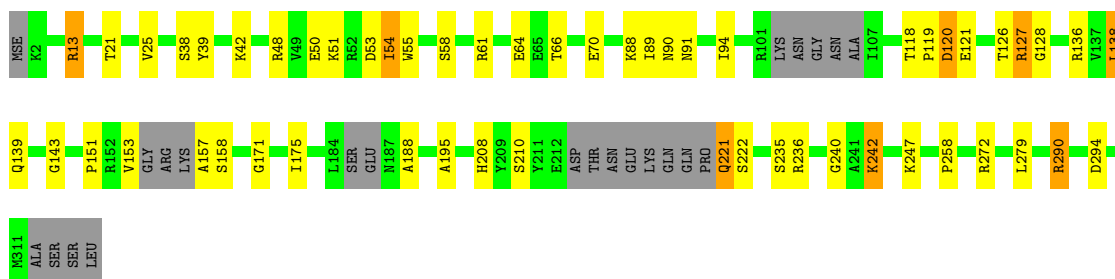 MSE K2 R13 T21 V25 S38 Y39 K42 R48 V49 E50 K51 R52 D53 I54 W55 S58 R61 E64 E65 T66 E70 K88 I89 N90 N91 I94 R101 LYS ASN GLY ASN ALA I107 T118 P119 D120 E121 T126 R127 G128 R136 V137 L138
Q139 G143 P151 R152 V153 GLY ARG LYS A157 S158 G171 I175 L184 SER GLU N187 A188 A195 H208 Y209 S210 Y211 E212 ASP THR ASN GLU LYS GLN GLN PRO Q221 S222 S235 R236 G240 A241 K242 K247 P258 R272 L279 R290 D294
M311 ALA SER SER LEU